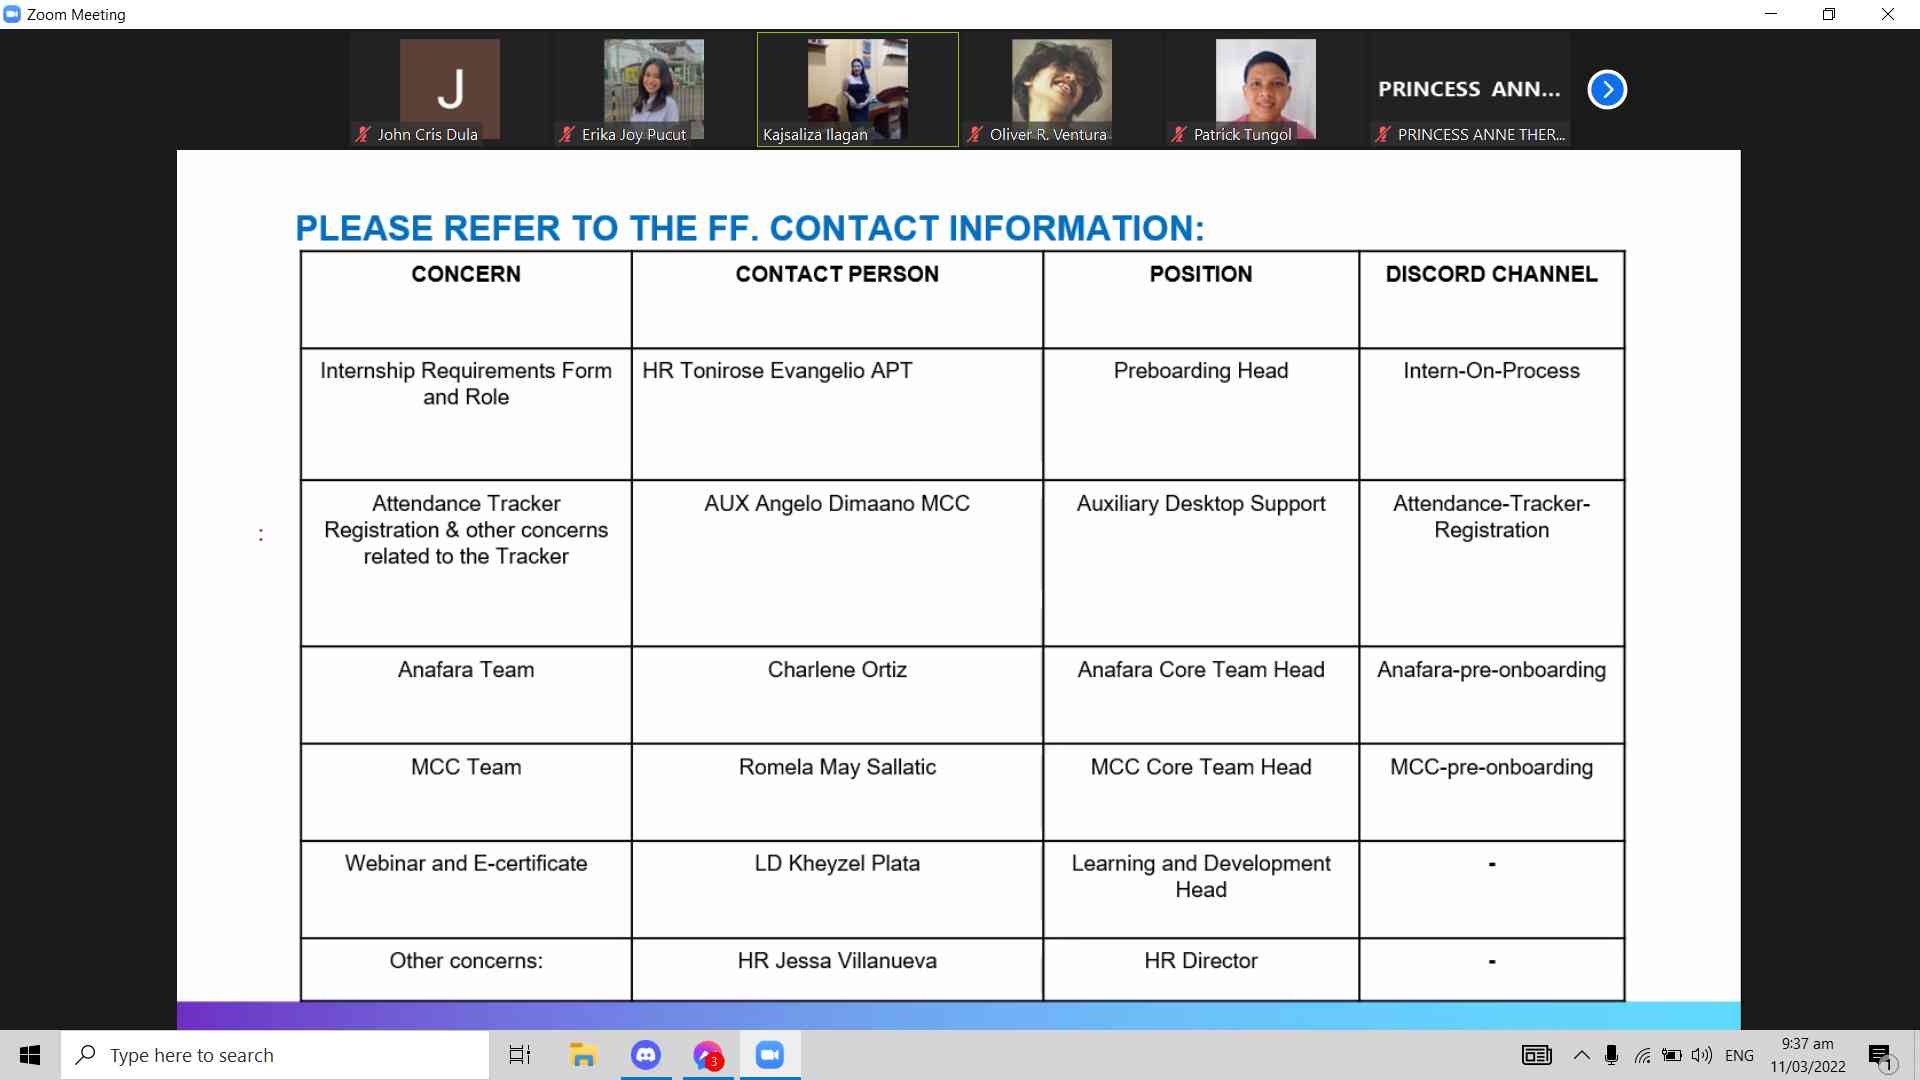 Zoom Meeting
J
John Cris Dula
Erika Joy Pucut
Kajsaliza Ilagan
Oliver R. Ventura
Patrick Tungol
PRINCESS ANN...
PRINCESS ANNE THER...
PLEASE REFER TO THE FF. CONTACT INFORMATION:
CONCERN
CONTACT PERSON
POSITION
DISCORD CHANNEL
Internship Requirements Form
and Role
HR Tonirose Evangelio APT
Preboarding Head
Intern-On-Process
:
Attendance Tracker
Registration & other concerns
related to the Tracker
AUX Angelo Dimaano MCC
Auxiliary Desktop Support
Attendance-Tracker-
Registration
Anafara Team
Charlene Ortiz
Anafara Core Team Head
Anafara-pre-onboarding
MCC Team
Romela May Sallatic
MCC Core Team Head
MCC-pre-onboarding
Webinar and E-certificate
LD Kheyzel Plata
Learning and Development
Head
-
Other concerns:
HR Jessa Villanueva
HR Director
-
Type here to search
3
ENG
9:37 am
11/03/2022
1